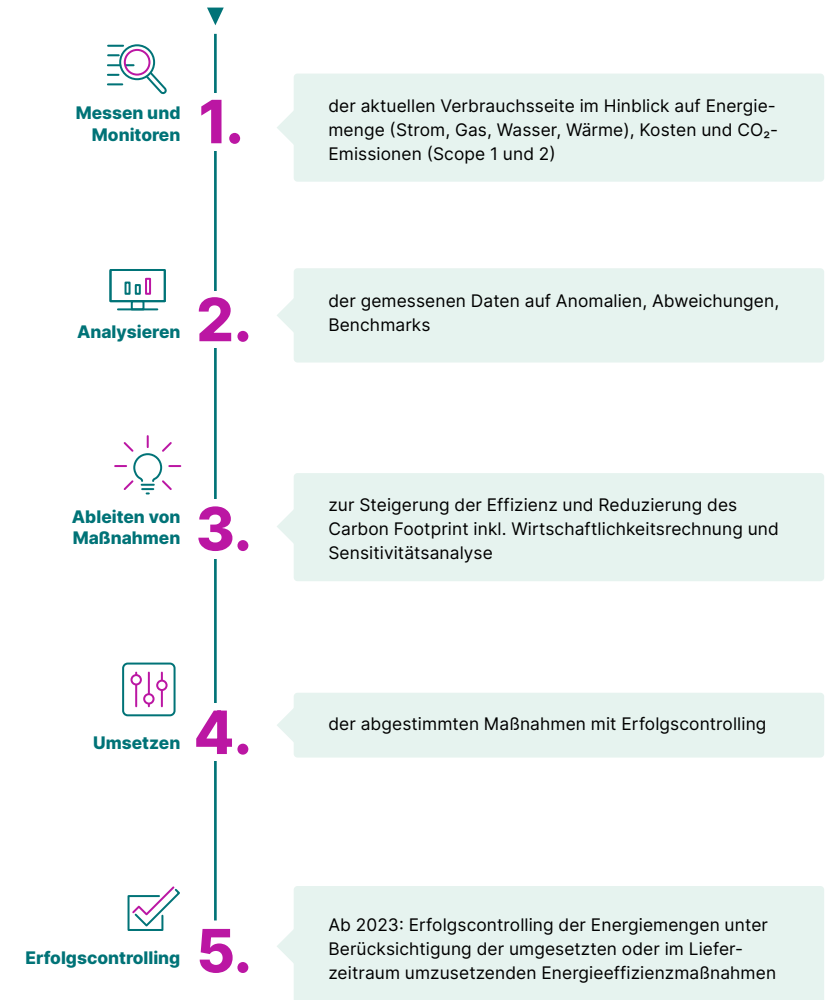 Messen und
Monitoren
1.
der aktuellen Verbrauchsseite im Hinblick auf Energie-
menge (Strom, Gas, Wasser, Wärme), Kosten und CO₂-
Emissionen (Scope 1 und 2)
Analysieren
2.
der gemessenen Daten auf Anomalien, Abweichungen,
Benchmarks
Ableiten von
Maßnahmen
3.
zur Steigerung der Effizienz und Reduzierung des
Carbon Footprint inkl. Wirtschaftlichkeitsrechnung und
Sensitivitätsanalyse
Umsetzen
4.
der abgestimmten Maßnahmen mit Erfolgscontrolling
Erfolgscontrolling
5.
Ab 2023: Erfolgscontrolling der Energiemengen unter
Berücksichtigung der umgesetzten oder im Liefer-
zeitraum umzusetzenden Energieeffizienzmaßnahmen